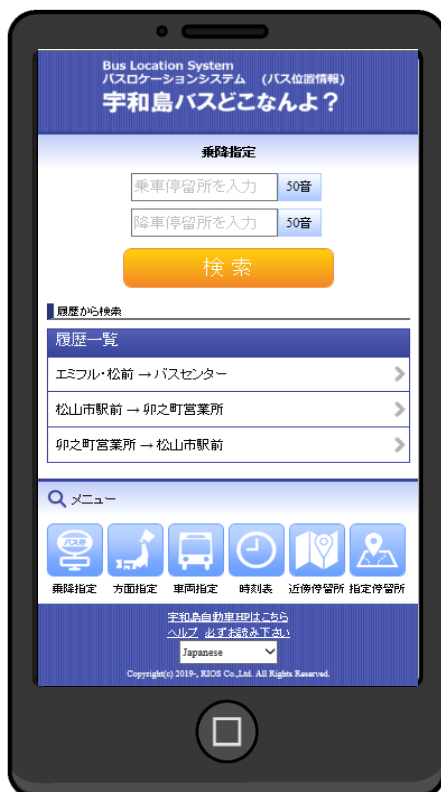 Bus Location System
バスロケーションシステム （バス位置情報）
宇和島バスどこなんよ？
乗降指定
乗車停留所を入力 50音
降車停留所を入力 50音
検索
履歴から検索
履歴一覧
エミフル・松前 → バスセンター
松山市駅前 → 卯之町営業所
卯之町営業所 → 松山市駅前
メニュー
バス停
乗降指定 方面指定 車両指定 時刻表 近傍停留所 指定停留所
宇和島自動車HPはこちら
ヘルプ 必ずお読み下さい
Japanese
Copyright(c) 2019-, RIOS Co.,Ltd. All Rights Reserved.